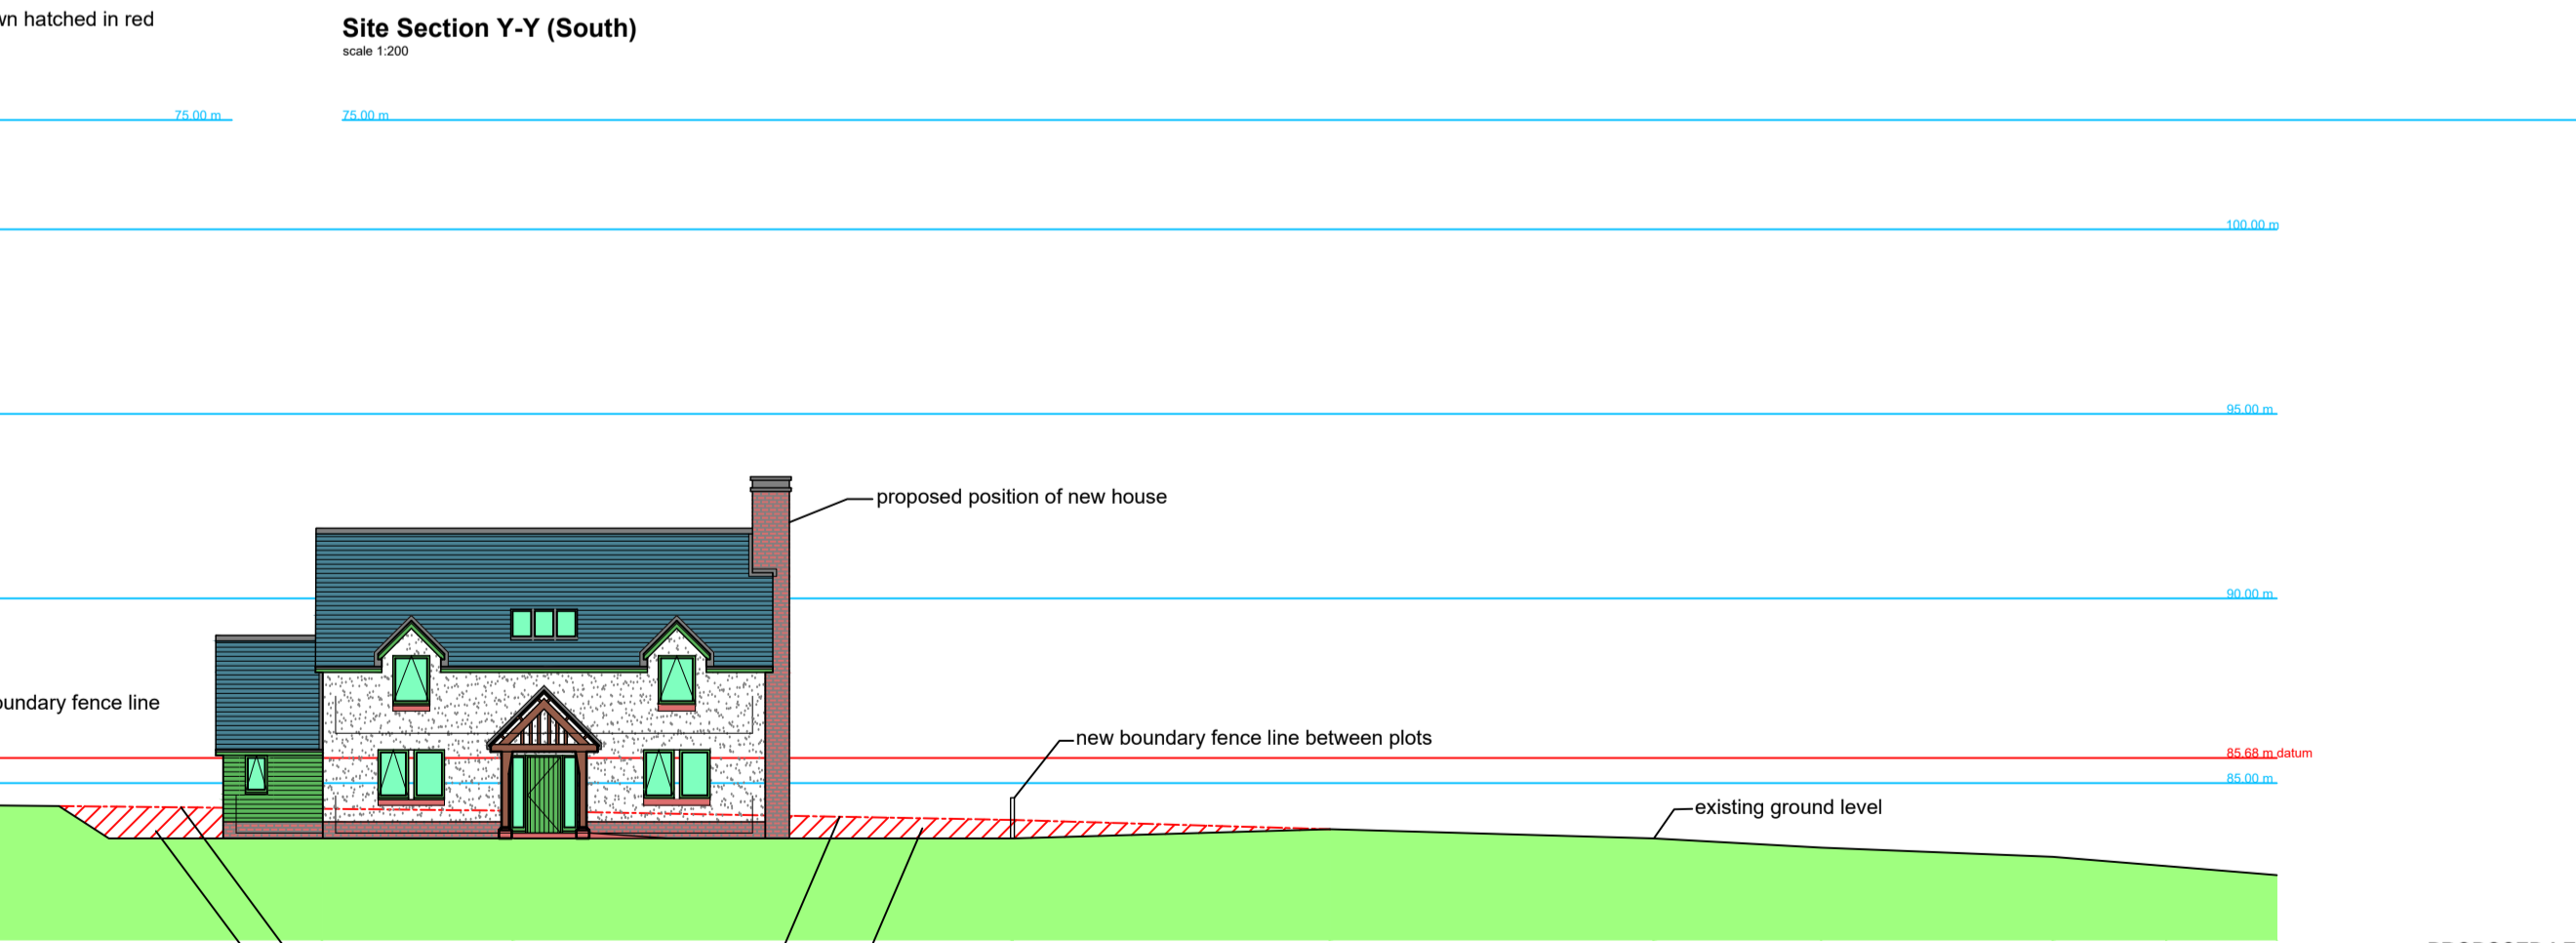 wn hatched in red
Site Section Y-Y (South)
scale 1:200
75.00 m
75.00 m
100.00 m
95.00 m
proposed position of new house
90.00 m
oundary fence line
new boundary fence line between plots
85.68 m datum
85.00 m
existing ground level